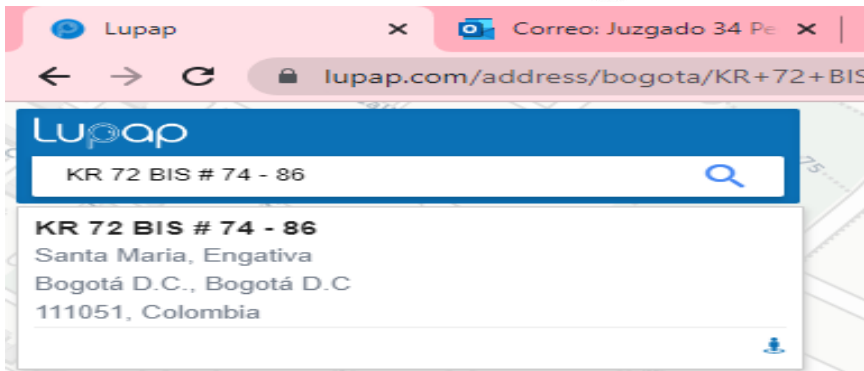 Lupap
Correo: Juzgado 34 Pe
lupap.com/address/bogota/KR+72+BIS
Lupap
KR 72 BIS # 74 - 86
KR 72 BIS # 74 - 86
Santa Maria, Engativa
Bogotá D.C., Bogotá D.C
111051, Colombia
75